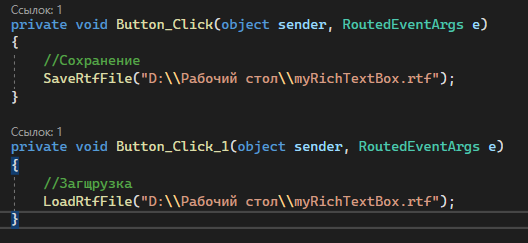 Ссылок: 1
private void Button_Click(object sender, RoutedEventArgs e)
{
//Сохранение
SaveRtfFile("D:\\Рабочий стол\\myRichTextBox.rtf");
}
Ссылок: 1
private void Button_Click_1(object sender, RoutedEventArgs e)
{
//Загщрузка
LoadRtfFile("D:\\Рабочий стол\\myRichTextBox.rtf");
}